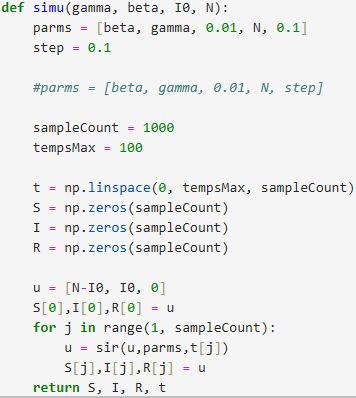 def simu(gamma, beta, I0, N):
    parms = [beta, gamma, 0.01, N, 0.1]
    step = 0.1

    #parms = [beta, gamma, 0.01, N, step]

    sampleCount = 1000
    tempsMax = 100

    t = np.linspace(0, tempsMax, sampleCount)
    S = np.zeros(sampleCount)
    I = np.zeros(sampleCount)
    R = np.zeros(sampleCount)

    u = [N-I0, I0, 0]
    S[0],I[0],R[0] = u
    for j in range(1, sampleCount):
        u = sir(u,parms,t[j])
        S[j],I[j],R[j] = u
    return S, I, R, t